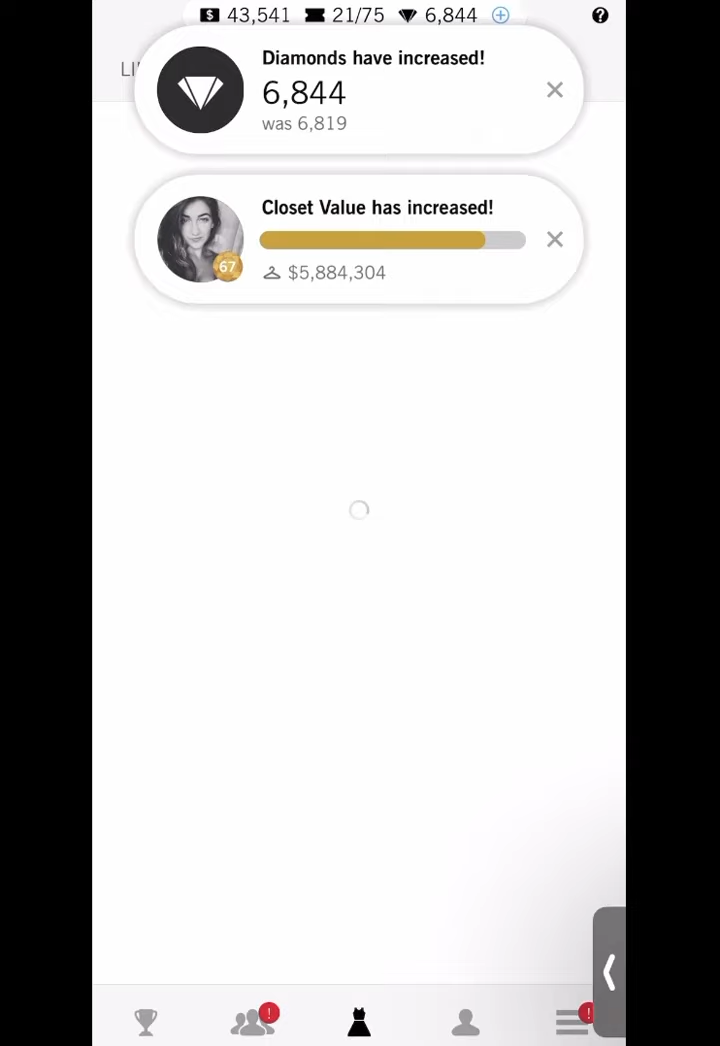 43,541 21/75 6,844
LI
Diamonds have increased!
6,844
was 6,819
Closet Value has increased!
67
$5,884,304